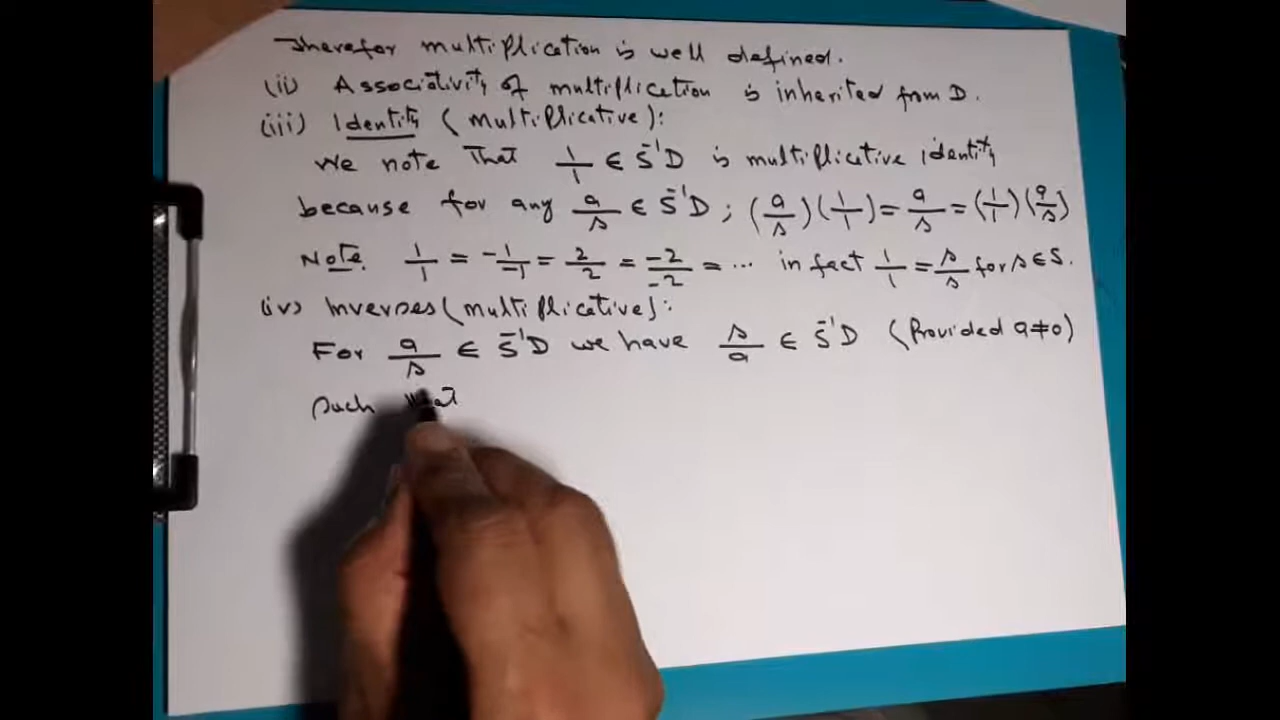 Therefor multiplication is well defined.
(ii) Associativity of multiplication is inherited from D.
(iii) Identity (multiplicative):
We note that 1/1 ∈ S⁻¹D is multiplicative identity
because for any a/s ∈ S⁻¹D ; (a/s)(1/1) = a/s = (1/1)(a/s)
Note. 1/1 = -1/-1 = 2/2 = -2/-2 = ... in fact 1/1 = s/s for s ∈ S.
(iv) Inverses (multiplicative):
For a/s ∈ S⁻¹D we have s/a ∈ S⁻¹D (Provided a≠0)
such that